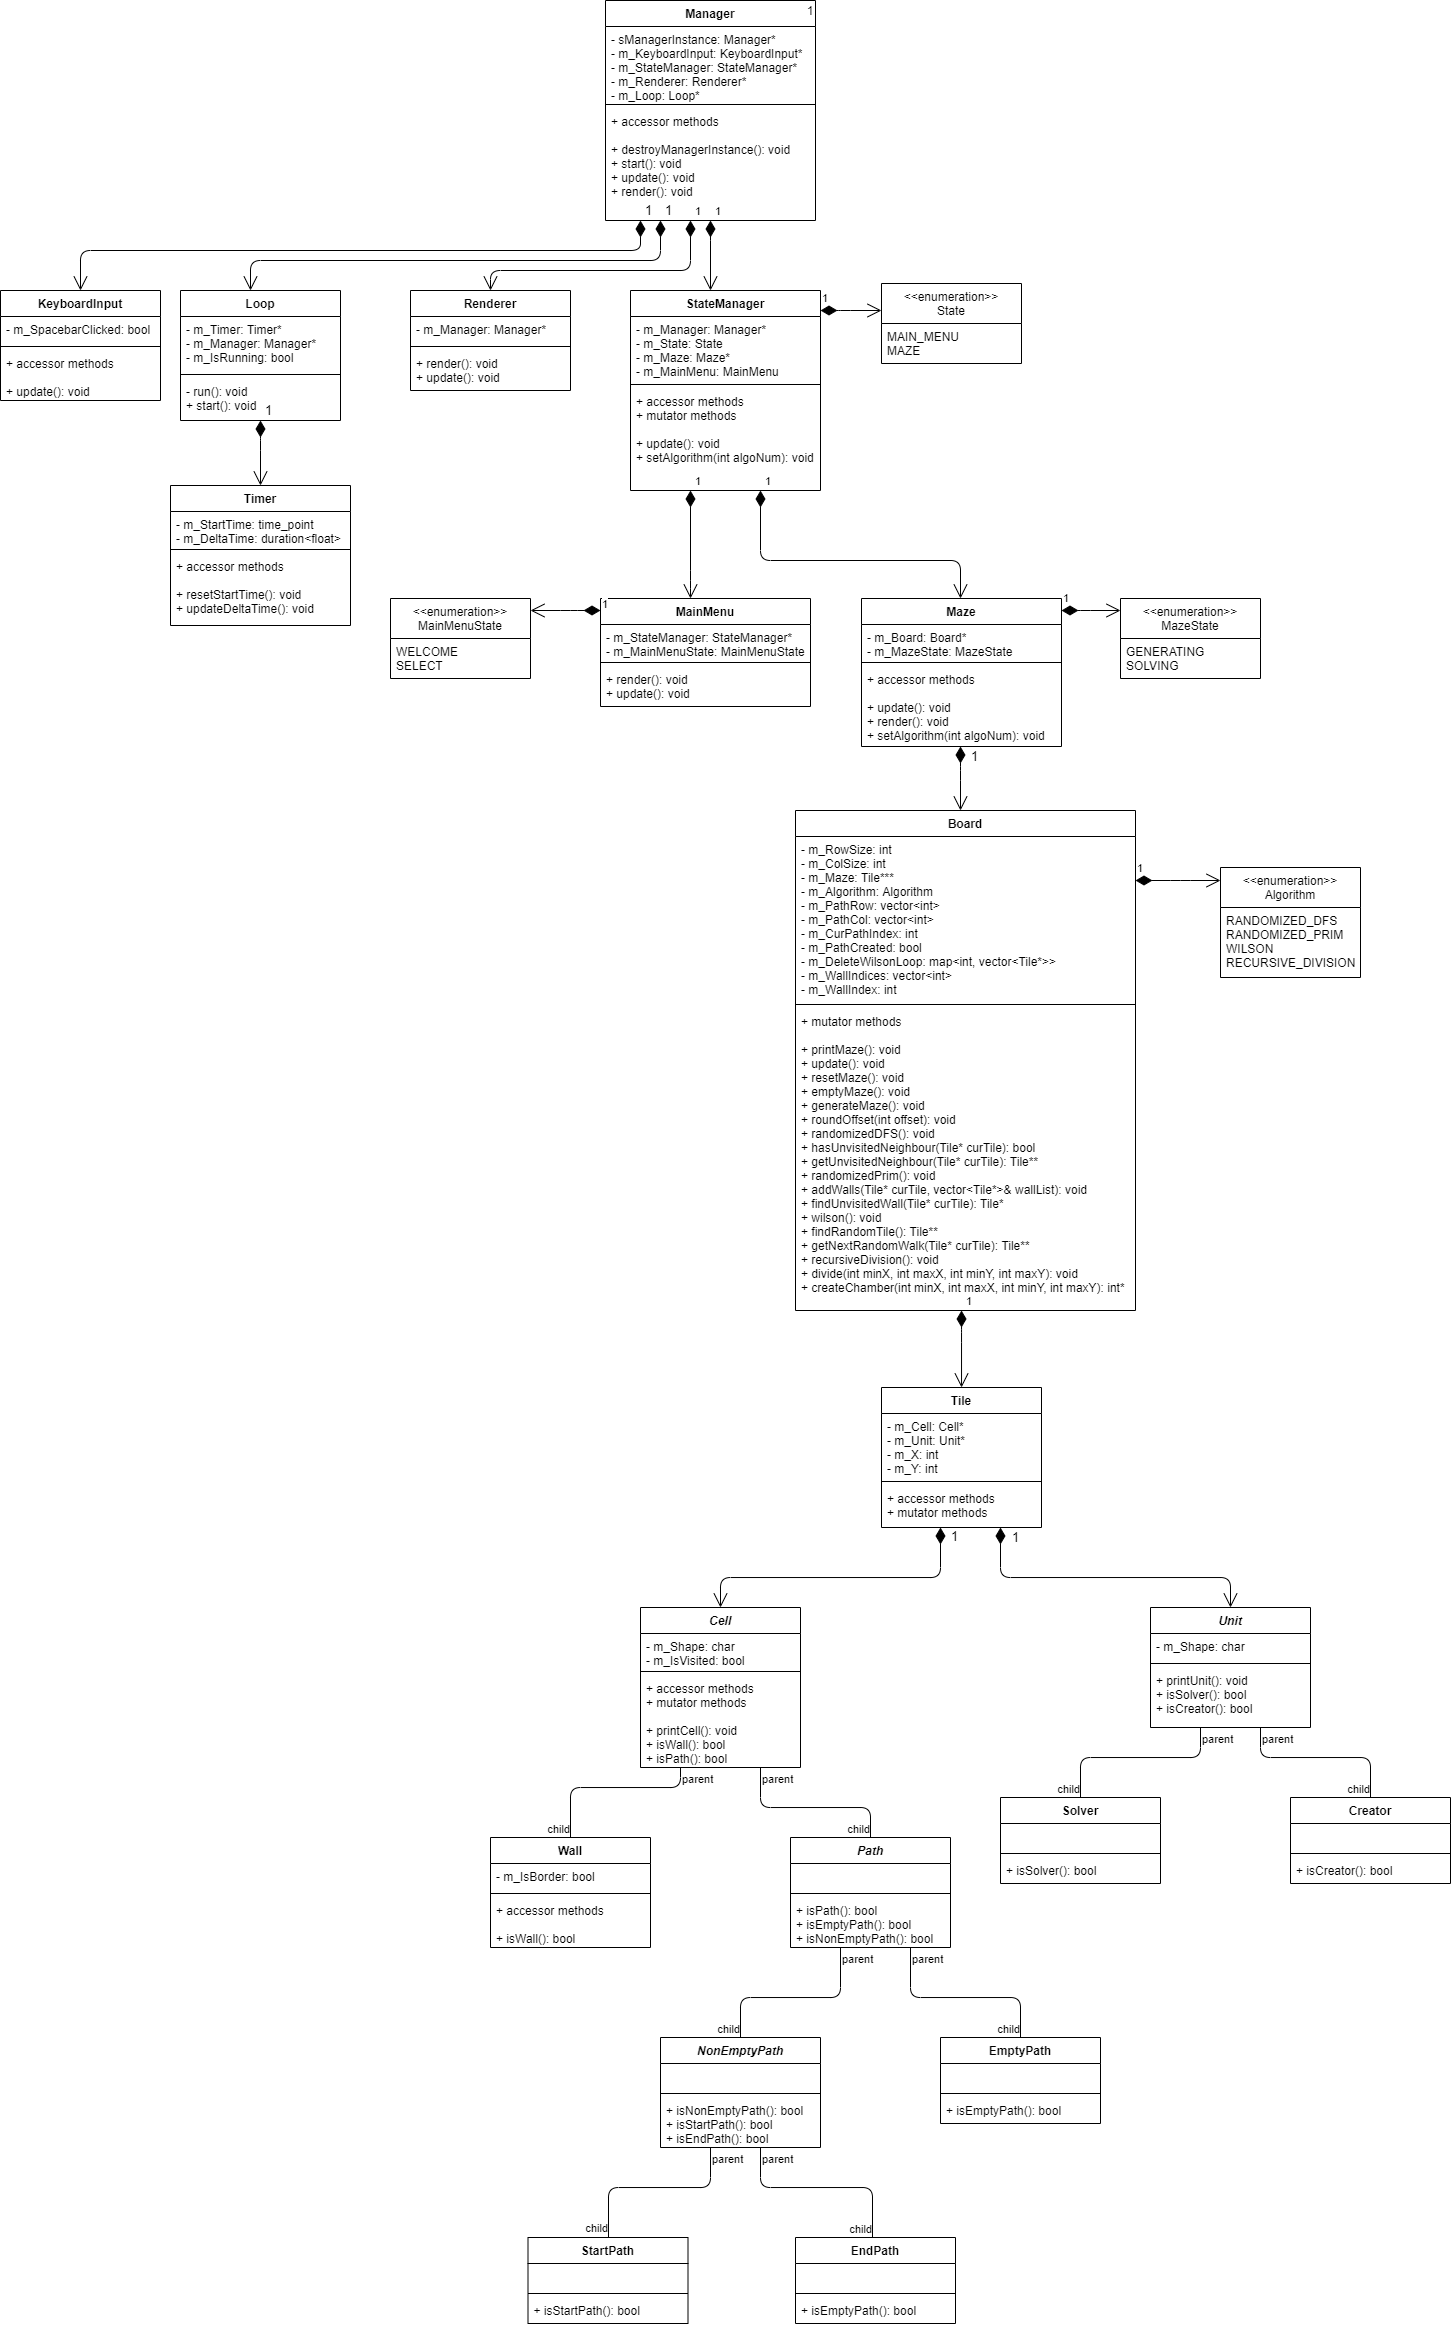 Manager
1
- sManagerInstance: Manager*
- m_KeyboardInput: KeyboardInput*
- m_StateManager: StateManager*
- m_Renderer: Renderer*
- m_Loop: Loop*
+ accessor methods
+ destroyManagerInstance(): void
+ start(): void
+ update(): void
+ render(): void
1
1
1
1
KeyboardInput
- m_SpacebarClicked: bool
+ accessor methods
+ update(): void
Loop
- m_Timer: Timer*
- m_Manager: Manager*
- m_IsRunning: bool
- run(): void
+ start(): void
1
Renderer
- m_Manager: Manager*
+ render(): void
+ update(): void
StateManager
- m_Manager: Manager*
- m_State: State
- m_Maze: Maze*
- m_MainMenu: MainMenu
+ accessor methods
+ mutator methods
+ update(): void
+ setAlgorithm(int algoNum): void
1
1
1
<<enumeration>>
State
MAIN_MENU
MAZE
Timer
- m_StartTime: time_point
- m_DeltaTime: duration<float>
+ accessor methods
+ resetStartTime(): void
+ updateDeltaTime(): void
<<enumeration>>
MainMenuState
WELCOME
SELECT
1
MainMenu
- m_StateManager: StateManager*
- m_MainMenuState: MainMenuState
+ render(): void
+ update(): void
Maze
- m_Board: Board*
- m_MazeState: MazeState
+ accessor methods
+ update(): void
+ render(): void
+ setAlgorithm(int algoNum): void
1
1
<<enumeration>>
MazeState
GENERATING
SOLVING
Board
- m_RowSize: int
- m_ColSize: int
- m_Maze: Tile***
- m_Algorithm: Algorithm
- m_PathRow: vector<int>
- m_PathCol: vector<int>
- m_CurPathIndex: int
- m_PathCreated: bool
- m_DeleteWilsonLoop: map<int, vector<Tile*>>
- m_WallIndices: vector<int>
- m_WallIndex: int
+ mutator methods
+ printMaze(): void
+ update(): void
+ resetMaze(): void
+ emptyMaze(): void
+ generateMaze(): void
+ roundOffset(int offset): void
+ randomizedDFS(): void
+ hasUnvisitedNeighbour(Tile* curTile): bool
+ getUnvisitedNeighbour(Tile* curTile): Tile**
+ randomizedPrim(): void
+ addWalls(Tile* curTile, vector<Tile*>& wallList): void
+ findUnvisitedWall(Tile* curTile): Tile*
+ wilson(): void
+ findRandomTile(): Tile**
+ getNextRandomWalk(Tile* curTile): Tile**
+ recursiveDivision(): void
+ divide(int minX, int maxX, int minY, int maxY): void
+ createChamber(int minX, int maxX, int minY, int maxY): int*
1
1
<<enumeration>>
Algorithm
RANDOMIZED_DFS
RANDOMIZED_PRIM
WILSON
RECURSIVE_DIVISION
Tile
- m_Cell: Cell*
- m_Unit: Unit*
- m_X: int
- m_Y: int
+ accessor methods
+ mutator methods
1
1
Cell
- m_Shape: char
- m_IsVisited: bool
+ accessor methods
+ mutator methods
+ printCell(): void
+ isWall(): bool
+ isPath(): bool
parent
parent
Unit
- m_Shape: char
+ printUnit(): void
+ isSolver(): bool
+ isCreator(): bool
parent
parent
child
Solver
+ isSolver(): bool
child
Creator
+ isCreator(): bool
child
Wall
- m_IsBorder: bool
+ accessor methods
+ isWall(): bool
child
Path
+ isPath(): bool
+ isEmptyPath(): bool
+ isNonEmptyPath(): bool
parent
parent
child
NonEmptyPath
+ isNonEmptyPath(): bool
+ isStartPath(): bool
+ isEndPath(): bool
parent
parent
child
EmptyPath
+ isEmptyPath(): bool
child
StartPath
+ isStartPath(): bool
child
EndPath
+ isEmptyPath(): bool